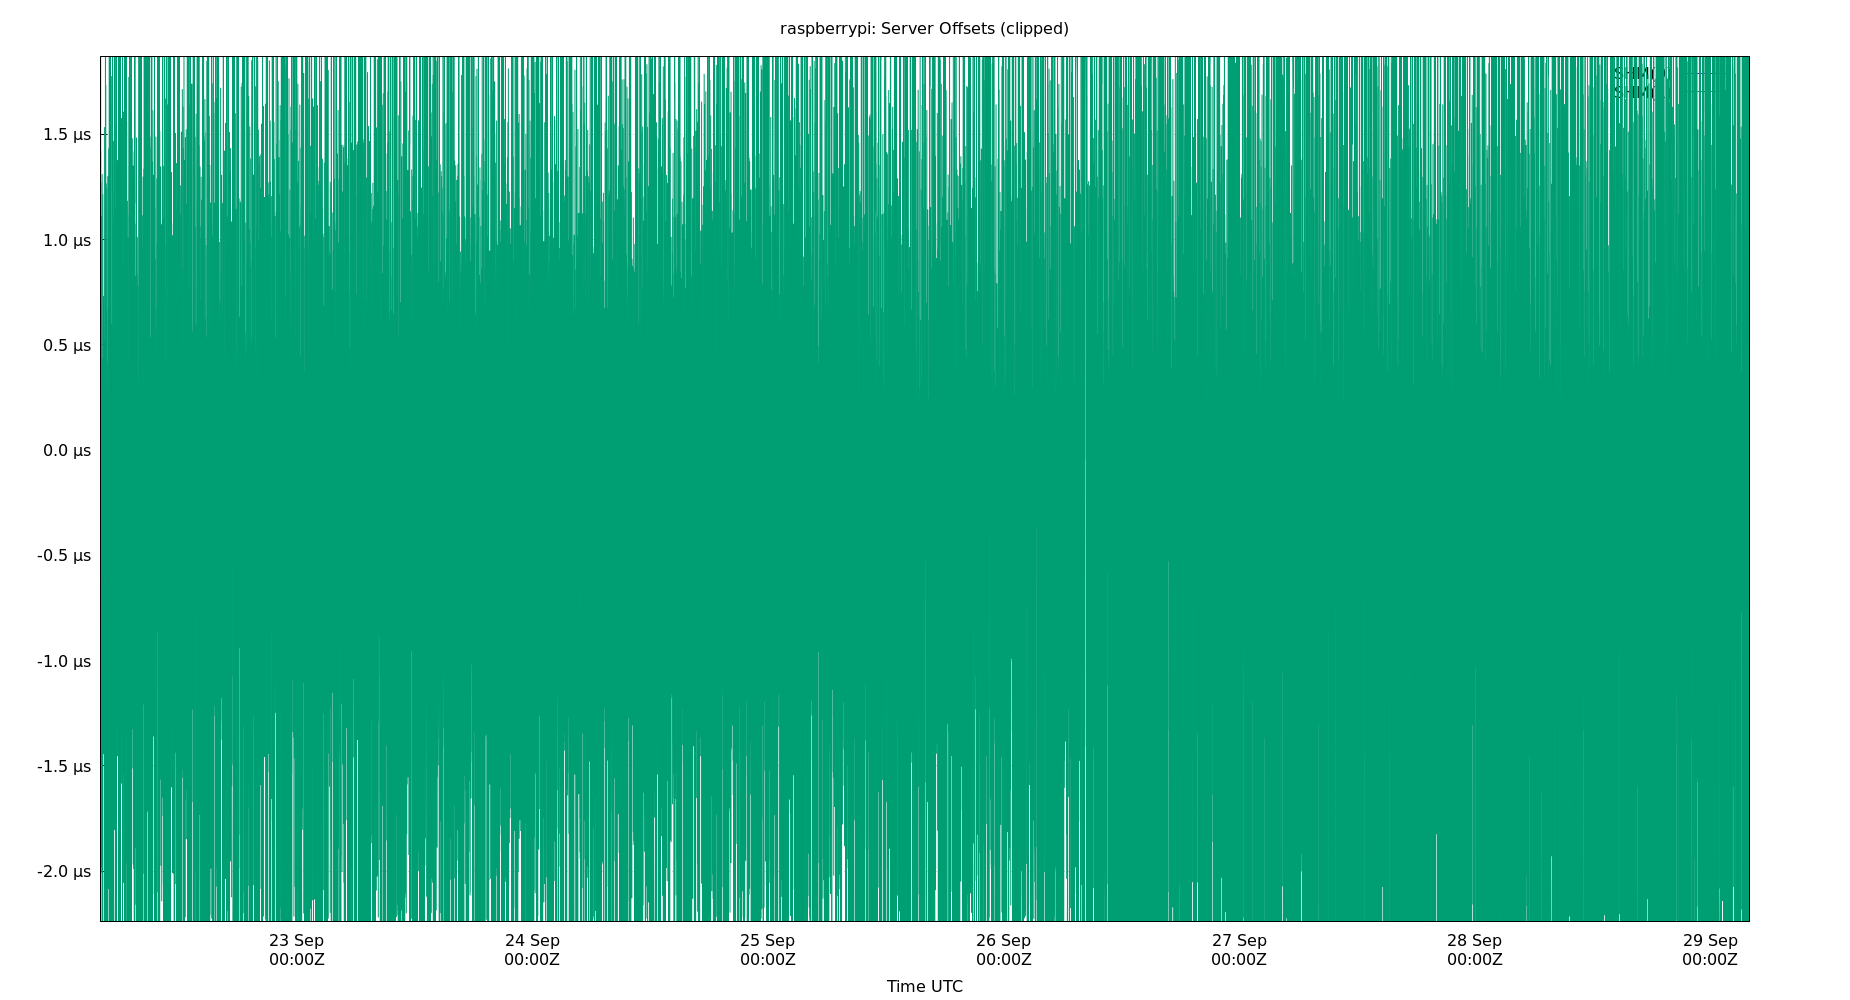 raspberrypi: Server Offsets (clipped)
1.5 µs
1.0 µs
0.5 µs
0.0 µs
-0.5 µs
-1.0 µs
-1.5 µs
-2.0 µs
23 Sep
00:00Z
24 Sep
00:00Z
25 Sep
00:00Z
26 Sep
00:00Z
27 Sep
00:00Z
28 Sep
00:00Z
29 Sep
00:00Z
Time UTC